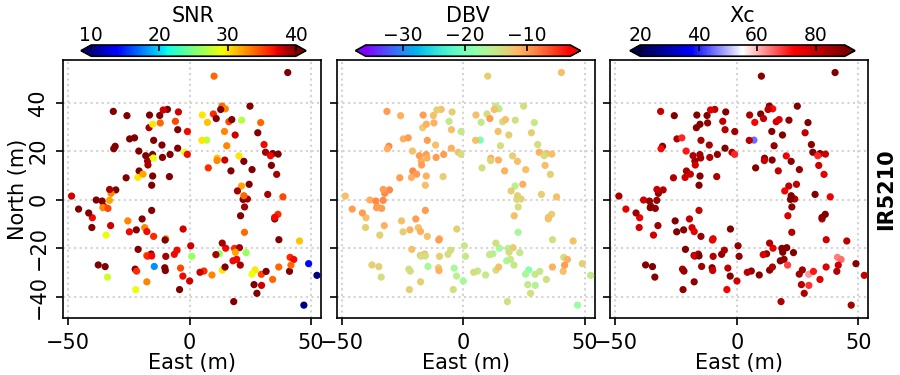 SNR DBV Xc
10 20 30 40 −30 −20 −10 20 40 60 80
North (m)
40
20
0
−20
−40
IR5210
−50 0 50 −50 0 50 −50 0 50
East (m) East (m) East (m)